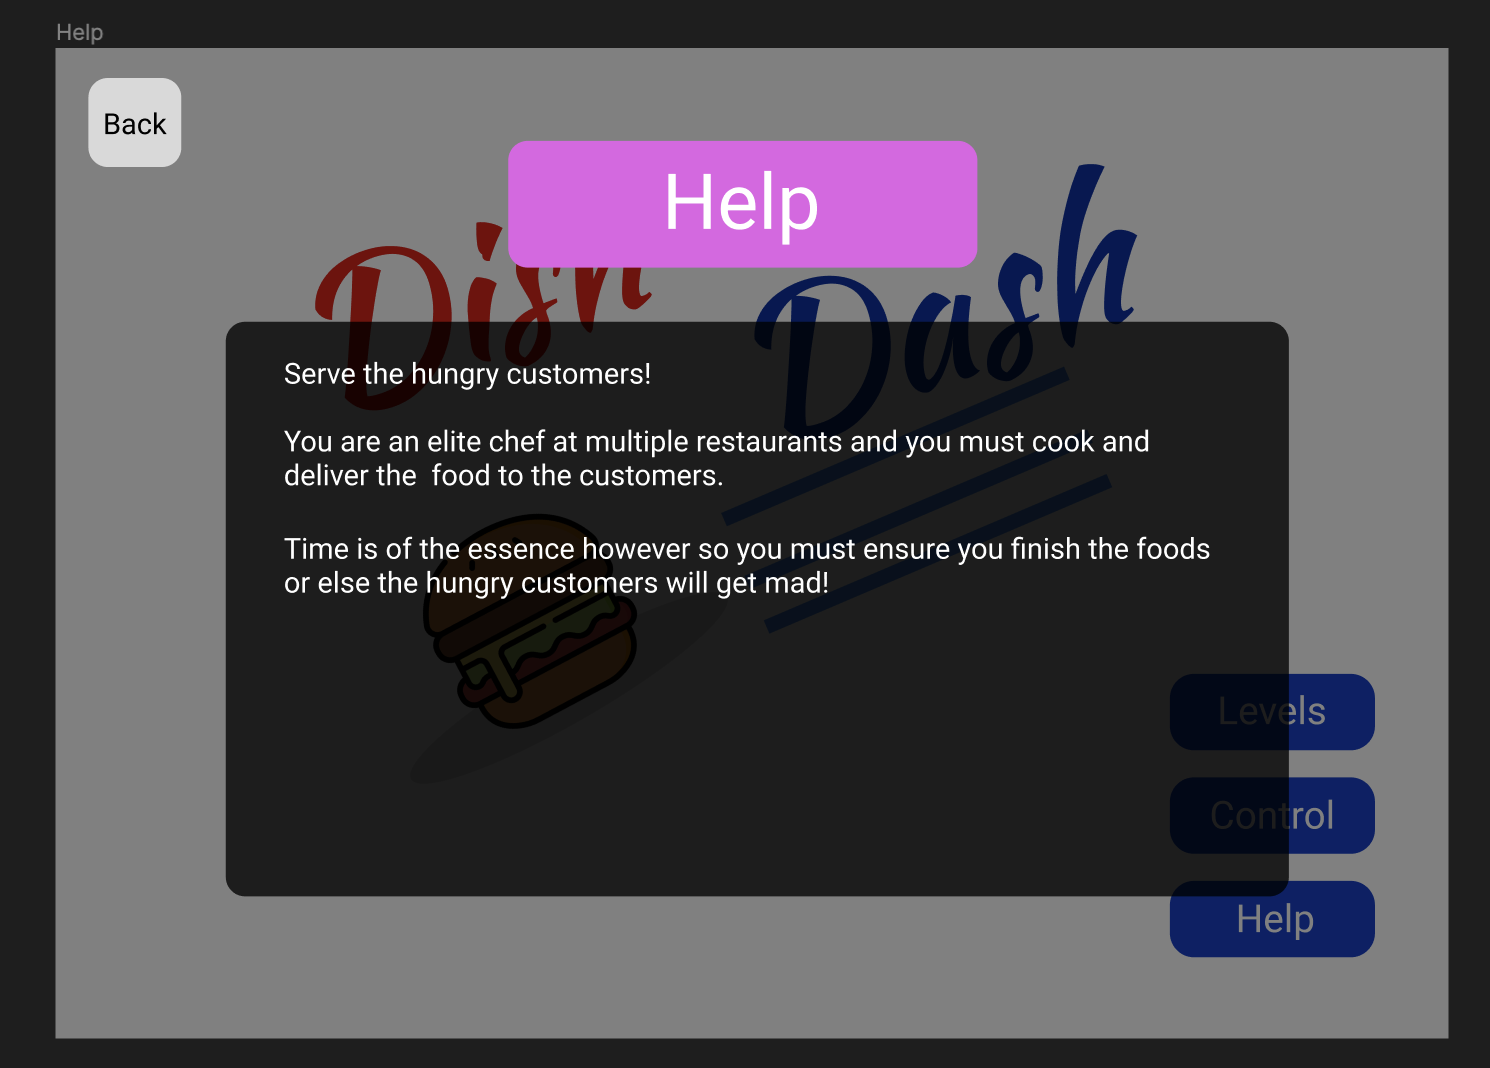 Help
Back
Help
Dish Dash
Serve the hungry customers!
You are an elite chef at multiple restaurants and you must cook and
deliver the  food to the customers.
Time is of the essence however so you must ensure you finish the foods
or else the hungry customers will get mad!
Levels
Control
Help